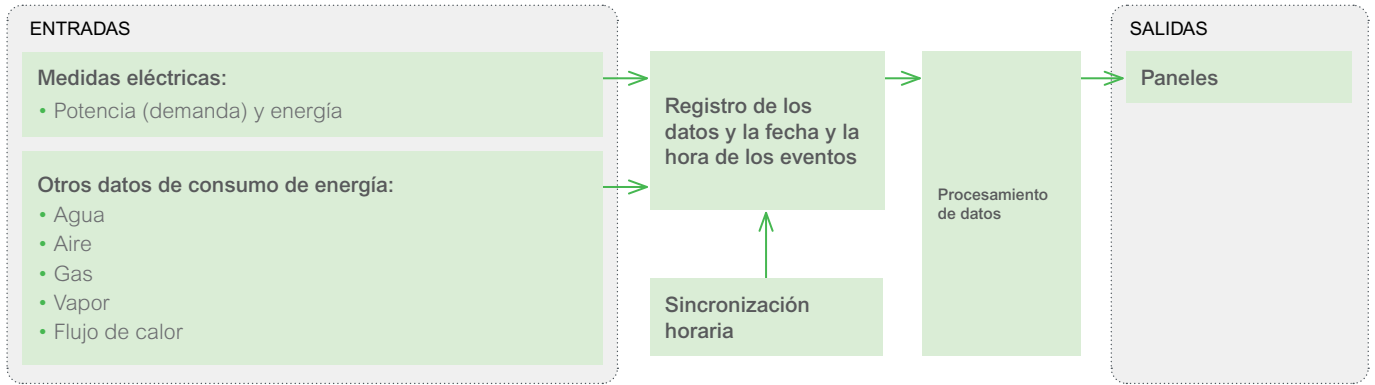 ENTRADAS
Medidas eléctricas:
• Potencia (demanda) y energía
Otros datos de consumo de energía:
• Agua
• Aire
• Gas
• Vapor
• Flujo de calor
Registro de los
datos y la fecha y la
hora de los eventos
Sincronización
horaria
Procesamiento
de datos
SALIDAS
Paneles